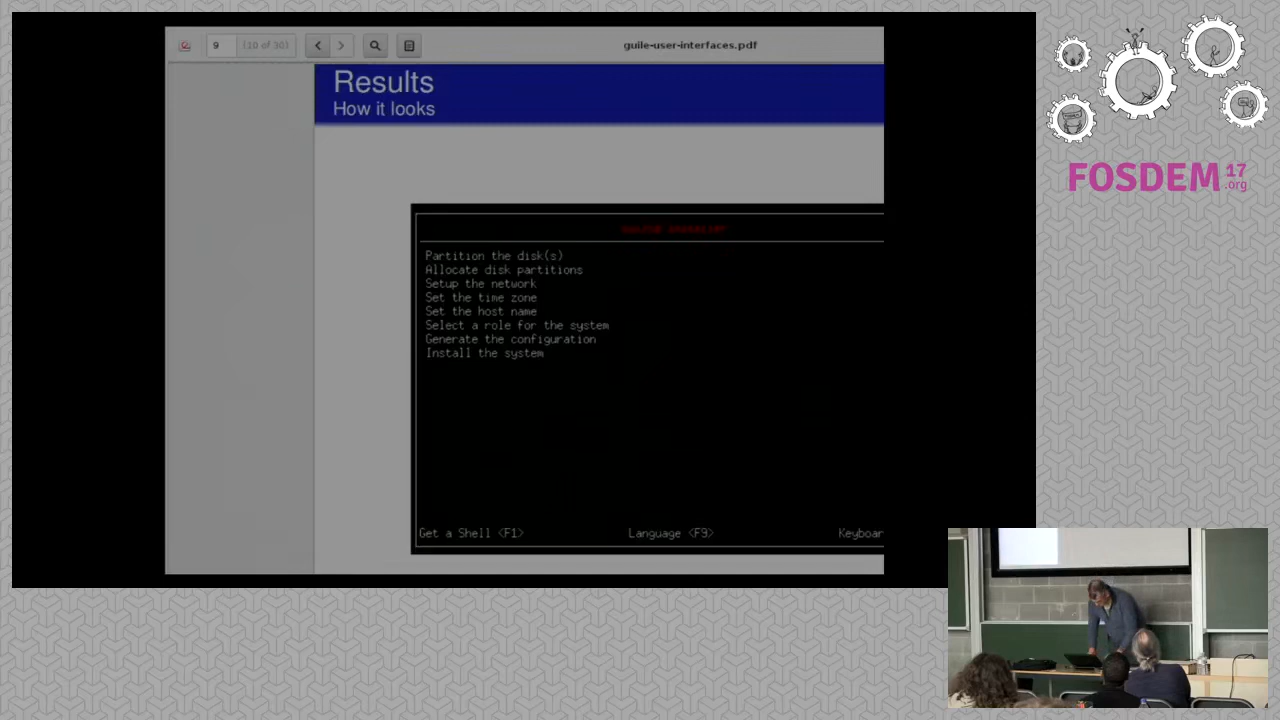 9
(10 of 30)
guile-user-interfaces.pdf
Results
How it looks
Partition the disk(s)
Allocate disk partitions
Setup the network
Set the time zone
Set the host name
Select a role for the system
Generate the configuration
Install the system
Get a Shell <F1>
Language <F9>
Keyboar
FOSDEM 17
.org